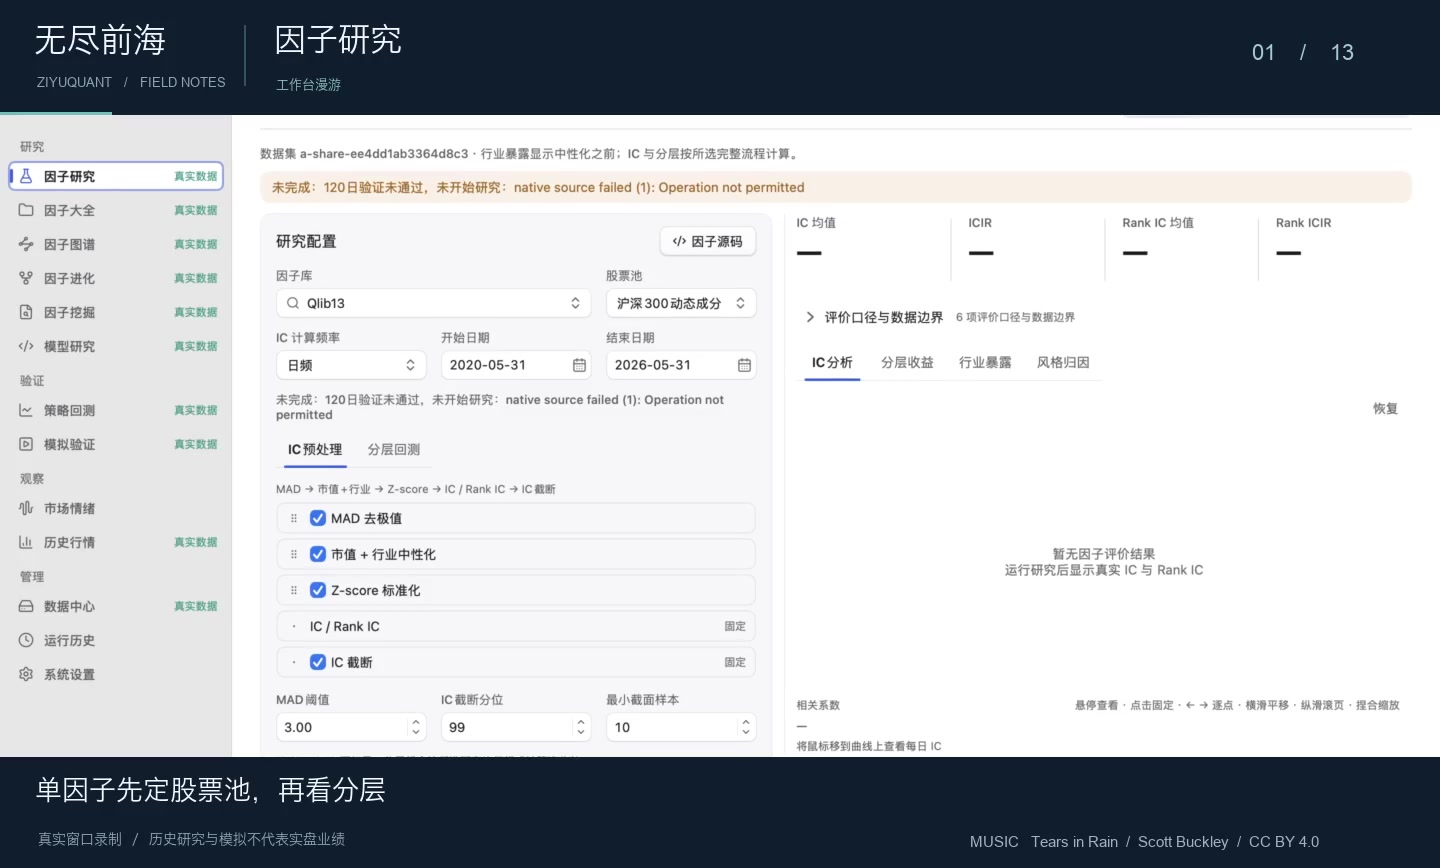 无尽前海
ZIYUQUANT / FIELD NOTES
因子研究
工作台漫游
01 / 13
研究
因子研究 真实数据
因子大全 真实数据
因子图谱 真实数据
因子进化 真实数据
因子挖掘 真实数据
模型研究 真实数据
验证
策略回测 真实数据
模拟验证 真实数据
观察
市场情绪
历史行情 真实数据
管理
数据中心 真实数据
运行历史
系统设置
数据集 a-share-ee4dd1ab3364d8c3 · 行业暴露显示中性化之前；IC 与分层按所选完整流程计算。
未完成：120日验证未通过，未开始研究：native source failed (1): Operation not permitted
研究配置
</> 因子源码
因子库 股票池
Qlib13 沪深300动态成分
IC 计算频率 开始日期 结束日期
日频 2020-05-31 2026-05-31
未完成：120日验证未通过，未开始研究：native source failed (1): Operation not
permitted
IC预处理 分层回测
MAD → 市值+行业 → Z-score → IC / Rank IC → IC截断
MAD 去极值
市值 + 行业中性化
Z-score 标准化
IC / Rank IC 固定
IC 截断 固定
MAD阈值 IC截断分位 最小截面样本
3.00 99 10
IC 均值 ICIR Rank IC 均值 Rank ICIR
— — — —
评价口径与数据边界 6 项评价口径与数据边界
IC分析 分层收益 行业暴露 风格归因
恢复
暂无因子评价结果
运行研究后显示真实 IC 与 Rank IC
相关系数 悬停查看 · 点击固定 · ← → 逐点 · 横滑平移 · 纵滑滚页 · 捏合缩放
—
将鼠标移到曲线上查看每日 IC
单因子先定股票池，再看分层
真实窗口录制 / 历史研究与模拟不代表实盘业绩
MUSIC Tears in Rain / Scott Buckley / CC BY 4.0